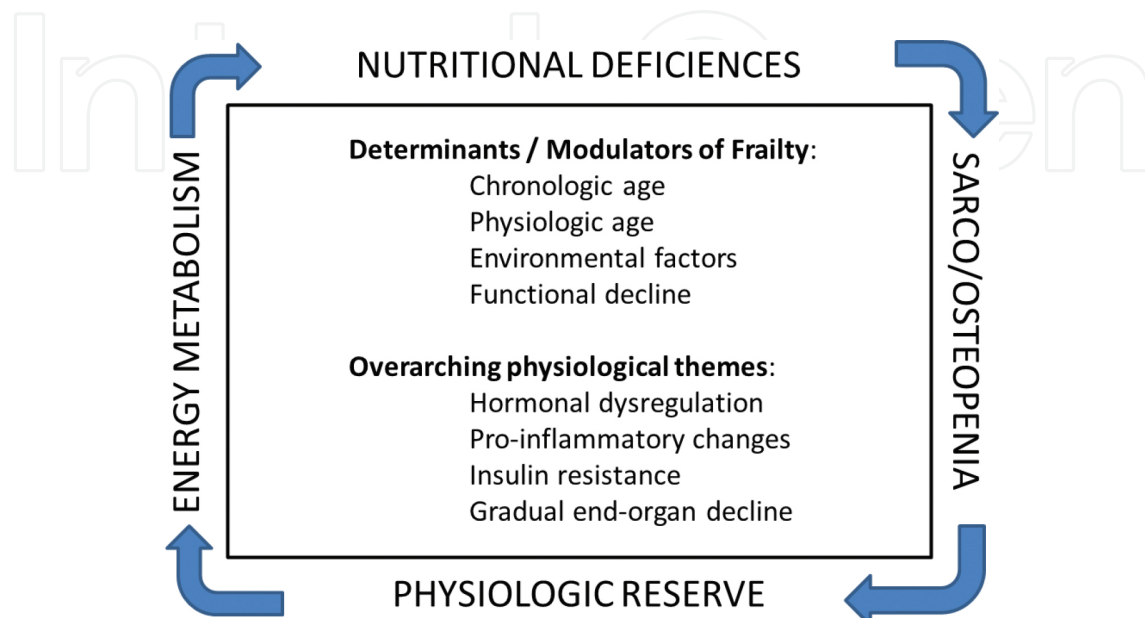 NUTRITIONAL DEFICIENCES
Determinants / Modulators of Frailty:
Chronologic age
Physiologic age
Environmental factors
Functional decline
Overarching physiological themes:
Hormonal dysregulation
Pro-inflammatory changes
Insulin resistance
Gradual end-organ decline
SARCO/OSTEOPENIA
PHYSIOLOGIC RESERVE
ENERGY METABOLISM